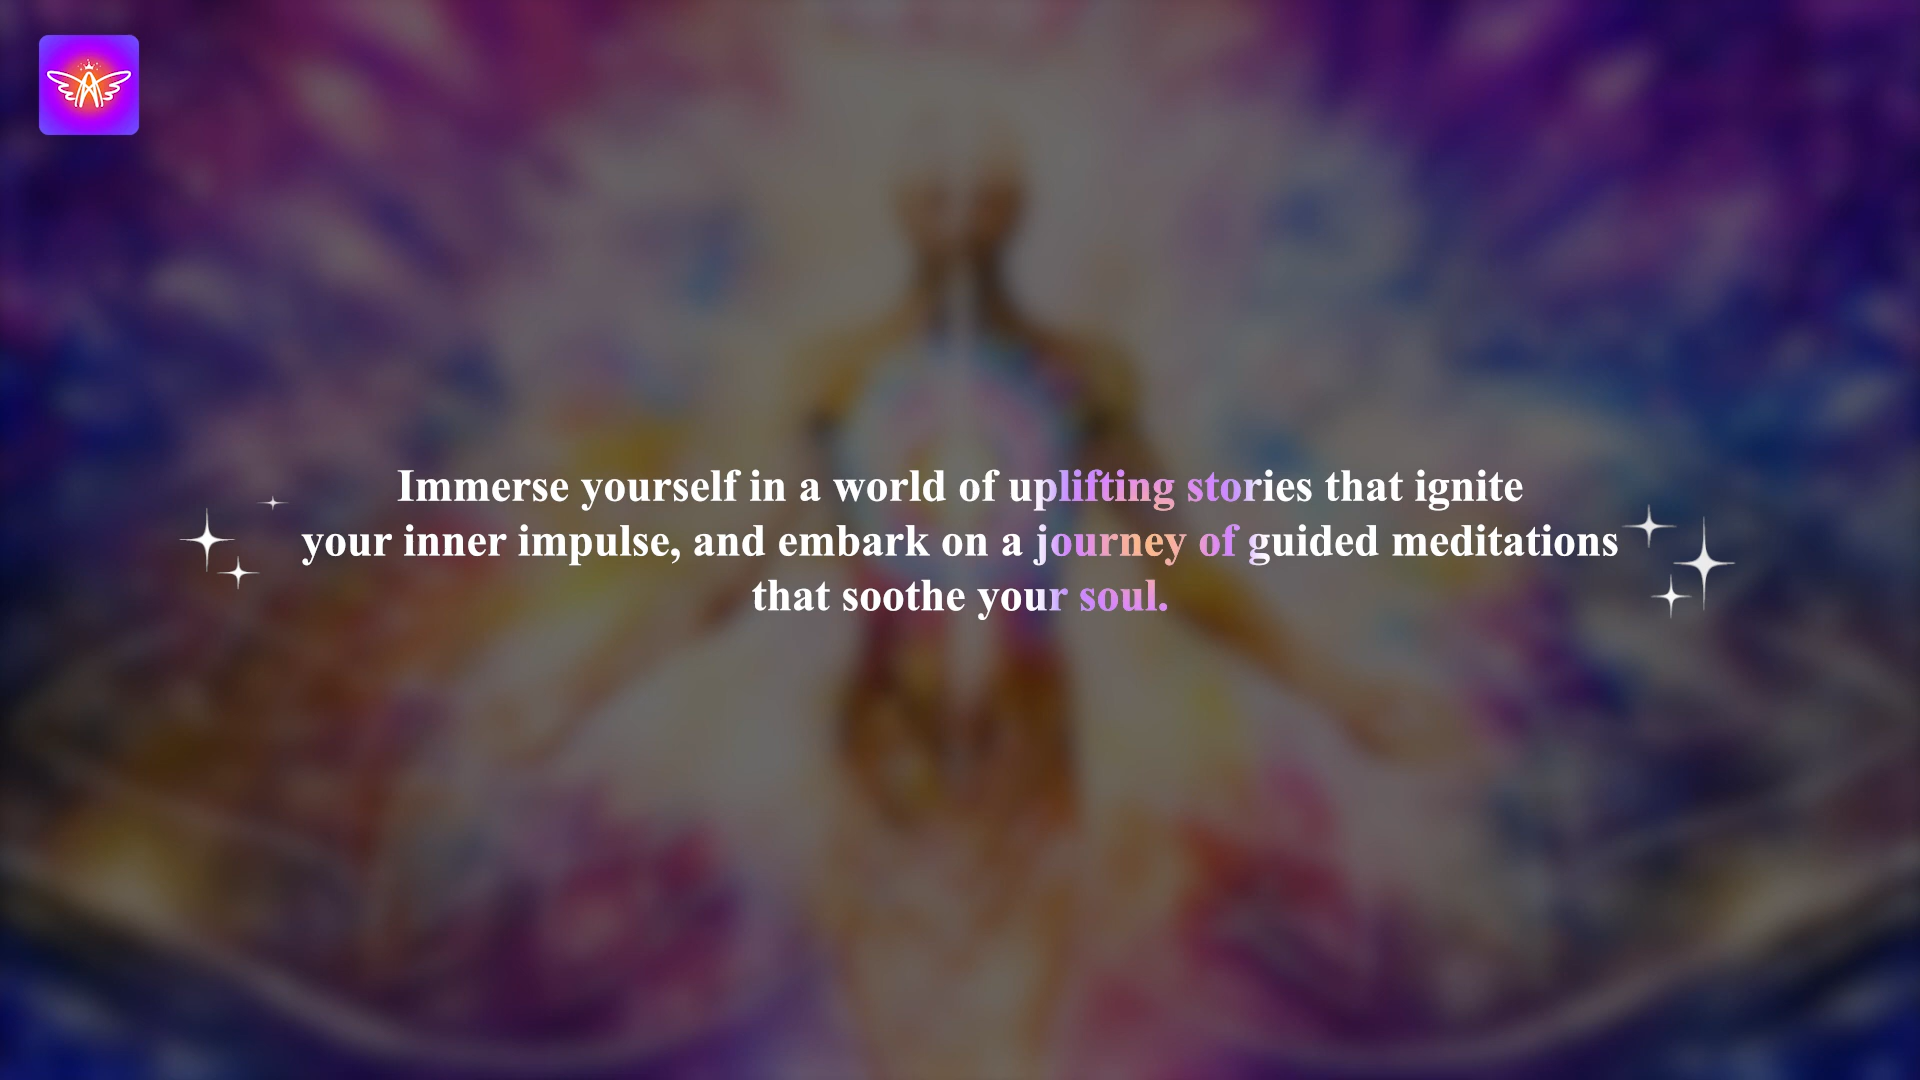 Immerse yourself in a world of uplifting stories that ignite
your inner impulse, and embark on a journey of guided meditations
that soothe your soul.